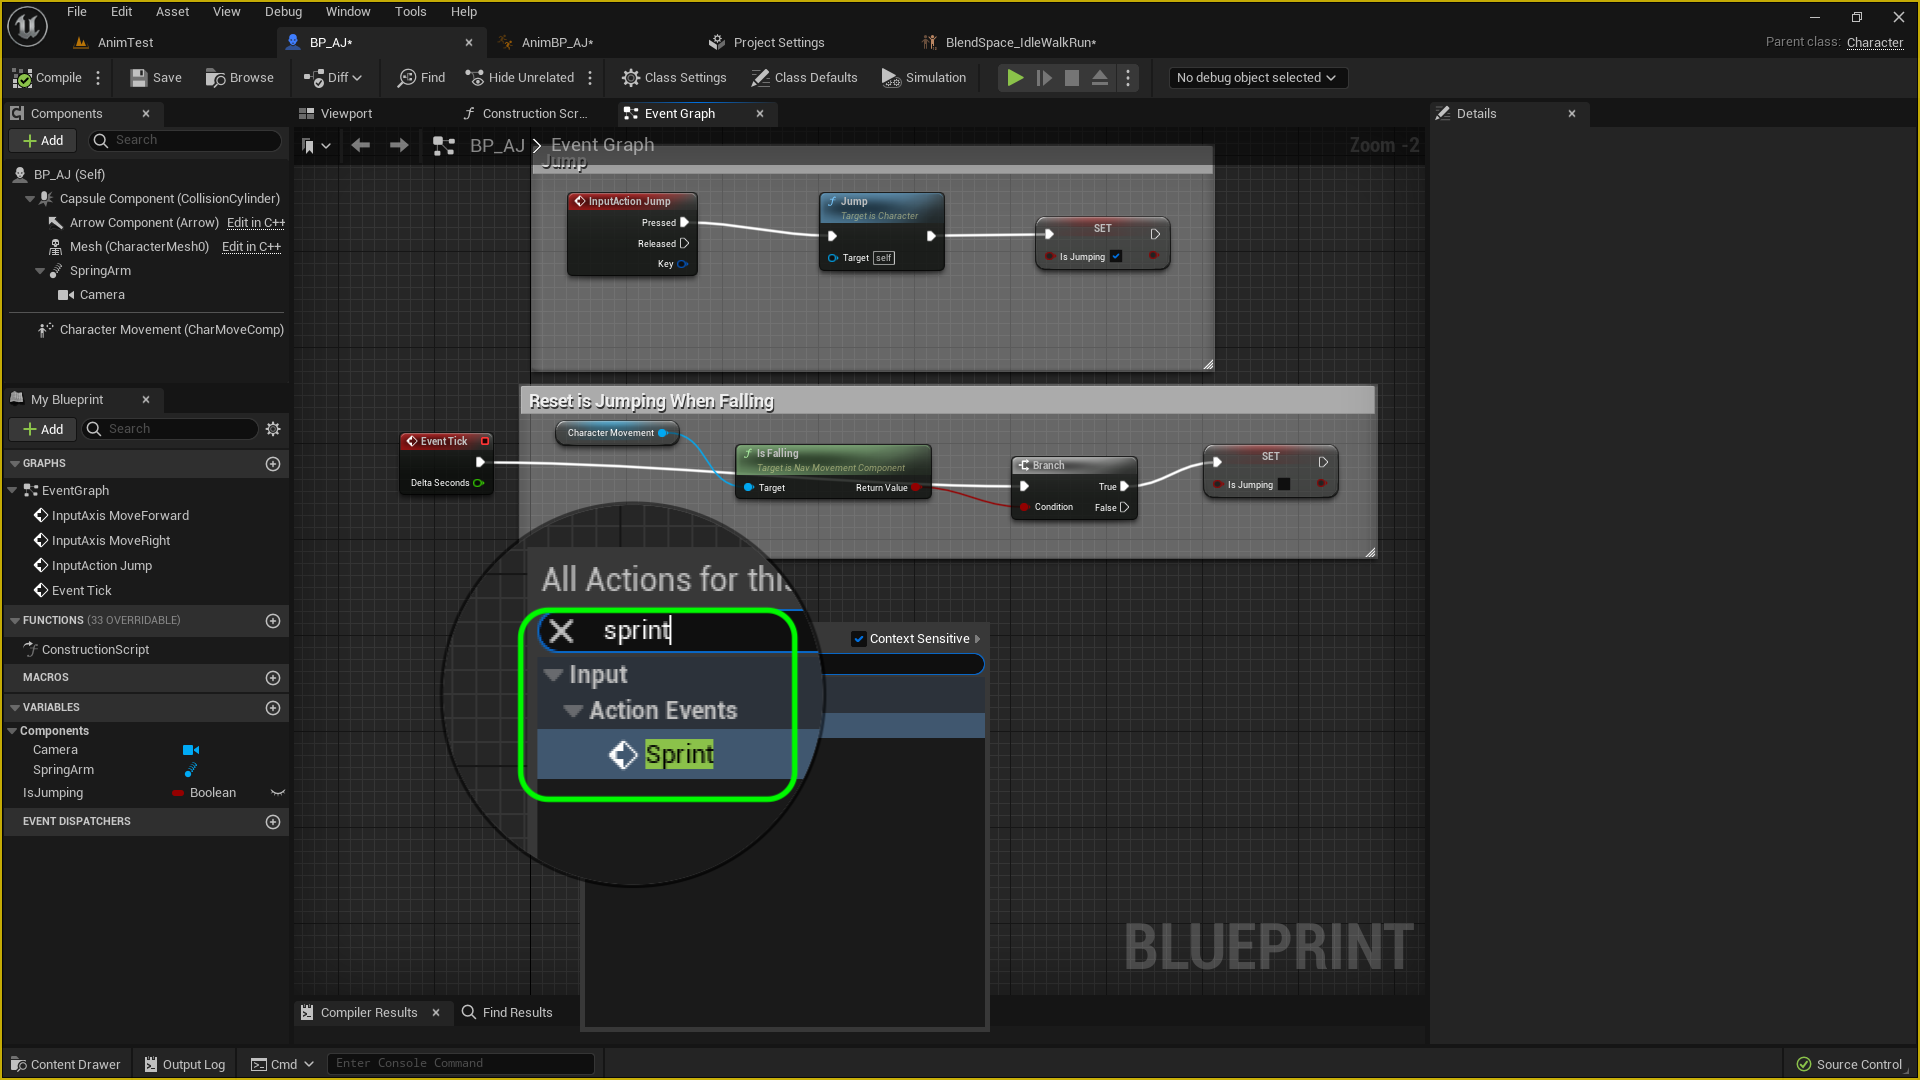 File Edit Asset View Debug Window Tools Help
AnimTest BP_AJ* AnimBP_AJ* Project Settings BlendSpace_IdleWalkRun* Parent class: Character
Compile Save Browse Diff Find Hide Unrelated Class Settings Class Defaults Simulation No debug object selected
Components Viewport Construction Scr... Event Graph Details
Add Search
BP_AJ > Event Graph Zoom -2
BP_AJ (Self)
Capsule Component (CollisionCylinder)
Arrow Component (Arrow) Edit in C++
Mesh (CharacterMesh0) Edit in C++
SpringArm
Camera
Character Movement (CharMoveComp)
My Blueprint
Add Search
GRAPHS
EventGraph
InputAxis MoveForward
InputAxis MoveRight
InputAction Jump
Event Tick
FUNCTIONS (33 OVERRIDABLE)
ConstructionScript
MACROS
VARIABLES
Components
Camera
SpringArm
IsJumping Boolean
EVENT DISPATCHERS
Jump
InputAction Jump
Pressed
Released
Key
Jump
Target is Character
Target self
SET
Is Jumping
Reset is Jumping When Falling
Event Tick
Delta Seconds
Character Movement
Is Falling
Target is Nav Movement Component
Target Return Value
Branch
True
Condition False
SET
Is Jumping
All Actions for this
Context Sensitive
sprint
Input
Action Events
Sprint
BLUEPRINT
Compiler Results Find Results
Content Drawer Output Log Cmd Enter Console Command Source Control